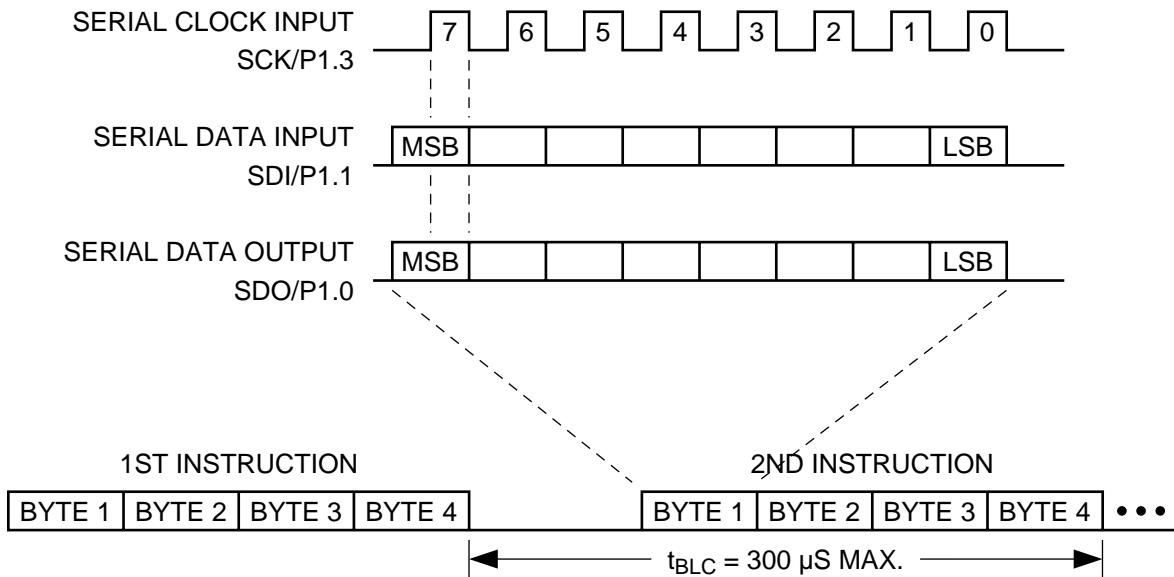 SERIAL CLOCK INPUT
SCK/P1.3
7 6 5 4 3 2 1 0
SERIAL DATA INPUT
SDI/P1.1
MSB LSB
SERIAL DATA OUTPUT
SDO/P1.0
MSB LSB
1ST INSTRUCTION 2ND INSTRUCTION
BYTE 1 BYTE 2 BYTE 3 BYTE 4 BYTE 1 BYTE 2 BYTE 3 BYTE 4 •••
tBLC = 300 µS MAX.